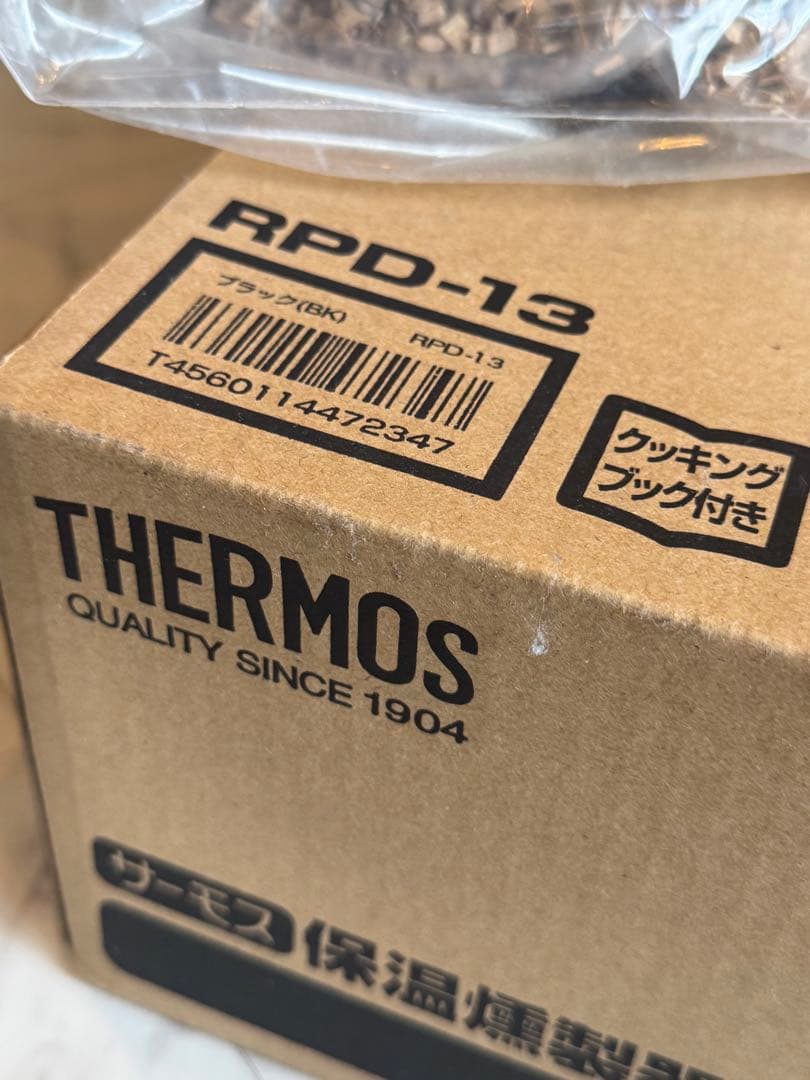 RPD-13
ブラック(BK) RPD-13
T4560114472347
クッキング
ブック付き
THERMOS
QUALITY SINCE 1904
サーモス 保温燻製器